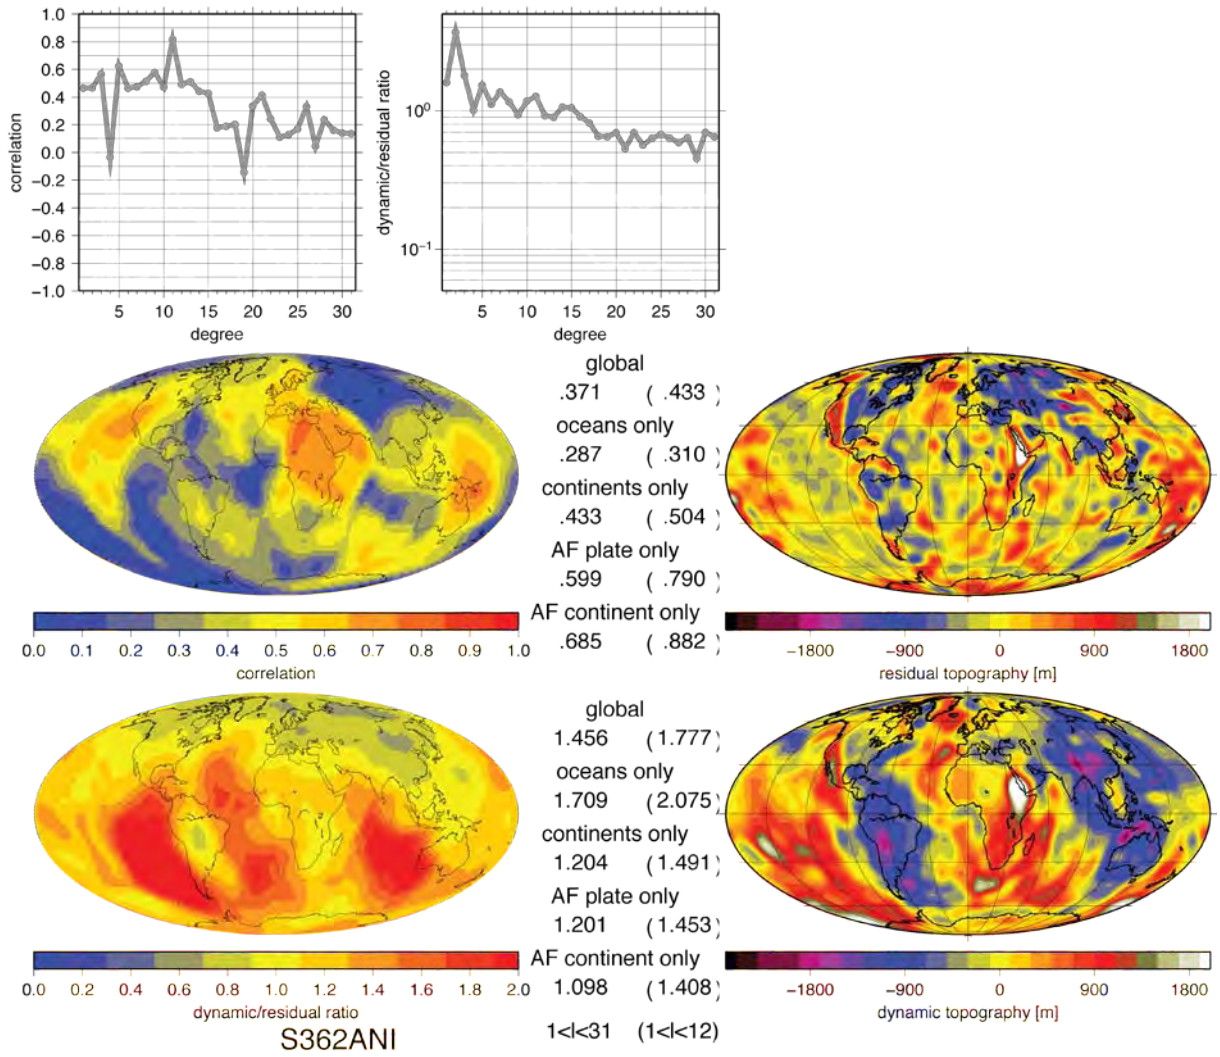 1.0
0.8
0.6
0.4
0.2
0.0
−0.2
−0.4
−0.6
−0.8
−1.0
correlation
5 10 15 20 25 30
degree
10⁰
10⁻¹
dynamic/residual ratio
5 10 15 20 25 30
degree
global
.371 ( .433 )
oceans only
.287 ( .310 )
continents only
.433 ( .504 )
AF plate only
.599 ( .790 )
AF continent only
.685 ( .882 )
0.0 0.1 0.2 0.3 0.4 0.5 0.6 0.7 0.8 0.9 1.0
correlation
−1800 −900 0 900 1800
residual topography [m]
global
1.456 (1.777)
oceans only
1.709 (2.075)
continents only
1.204 (1.491)
AF plate only
1.201 (1.453)
AF continent only
1.098 (1.408)
0.0 0.2 0.4 0.6 0.8 1.0 1.2 1.4 1.6 1.8 2.0
dynamic/residual ratio
−1800 −900 0 900 1800
dynamic topography [m]
S362ANI
1<l<31 (1<l<12)